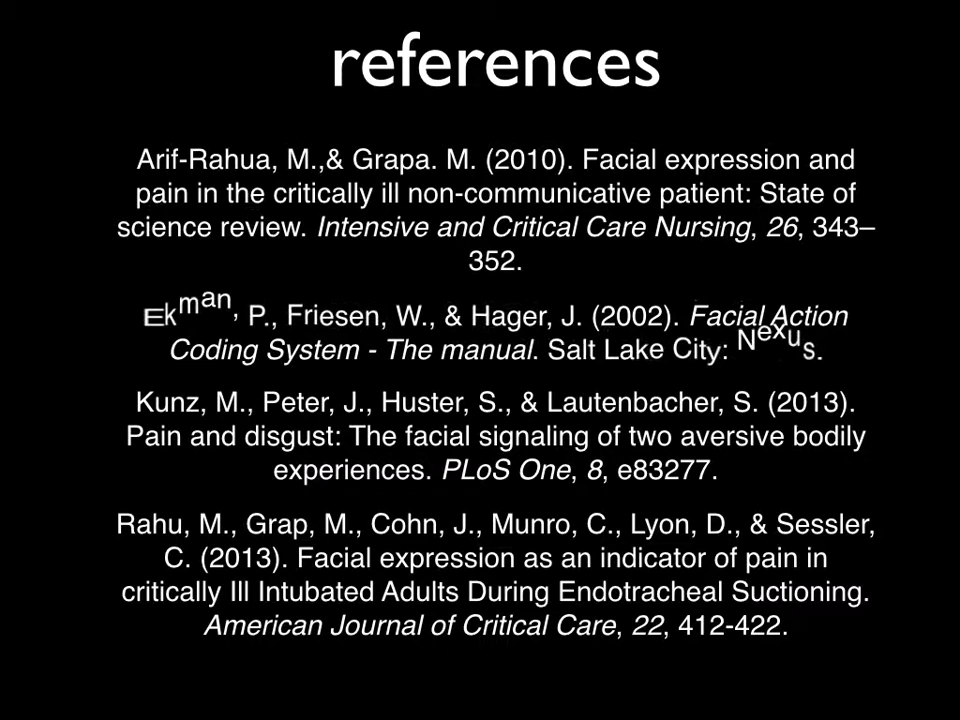 references
Arif-Rahua, M.,& Grapa. M. (2010). Facial expression and
pain in the critically ill non-communicative patient: State of
science review. Intensive and Critical Care Nursing, 26, 343–
352.
Ekman, P., Friesen, W., & Hager, J. (2002). Facial Action
Coding System - The manual. Salt Lake City: Nexus.
Kunz, M., Peter, J., Huster, S., & Lautenbacher, S. (2013).
Pain and disgust: The facial signaling of two aversive bodily
experiences. PLoS One, 8, e83277.
Rahu, M., Grap, M., Cohn, J., Munro, C., Lyon, D., & Sessler,
C. (2013). Facial expression as an indicator of pain in
critically Ill Intubated Adults During Endotracheal Suctioning.
American Journal of Critical Care, 22, 412-422.